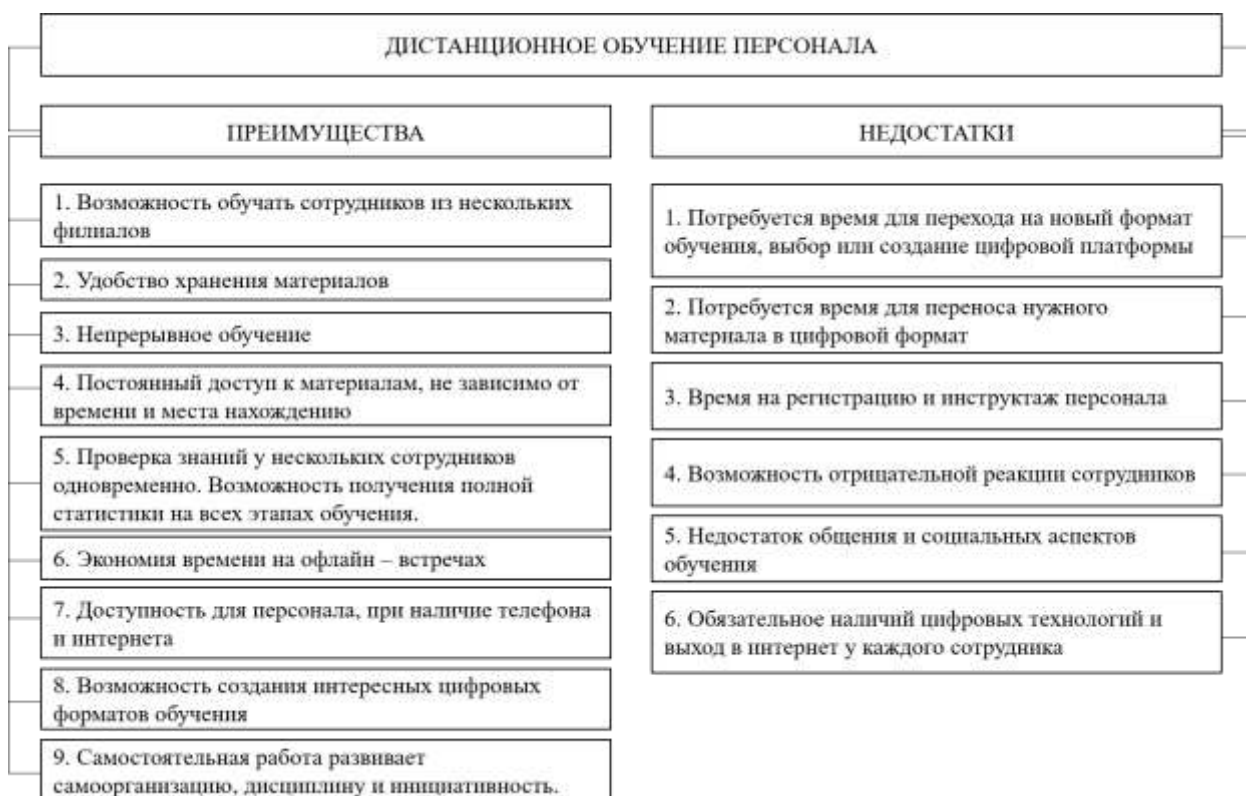 ДИСТАНЦИОННОЕ ОБУЧЕНИЕ ПЕРСОНАЛА
ПРЕИМУЩЕСТВА
1. Возможность обучать сотрудников из нескольких
филиалов
2. Удобство хранения материалов
3. Непрерывное обучение
4. Постоянный доступ к материалам, не зависимо от
времени и места нахождению
5. Проверка знаний у нескольких сотрудников
одновременно. Возможность получения полной
статистики на всех этапах обучения.
6. Экономия времени на офлайн – встречах
7. Доступность для персонала, при наличие телефона
и интернета
8. Возможность создания интересных цифровых
форматов обучения
9. Самостоятельная работа развивает
самоорганизацию, дисциплину и инициативность.
НЕДОСТАТКИ
1. Потребуется время для перехода на новый формат
обучения, выбор или создание цифровой платформы
2. Потребуется время для переноса нужного
материала в цифровой формат
3. Время на регистрацию и инструктаж персонала
4. Возможность отрицательной реакции сотрудников
5. Недостаток общения и социальных аспектов
обучения
6. Обязательное наличий цифровых технологий и
выход в интернет у каждого сотрудника